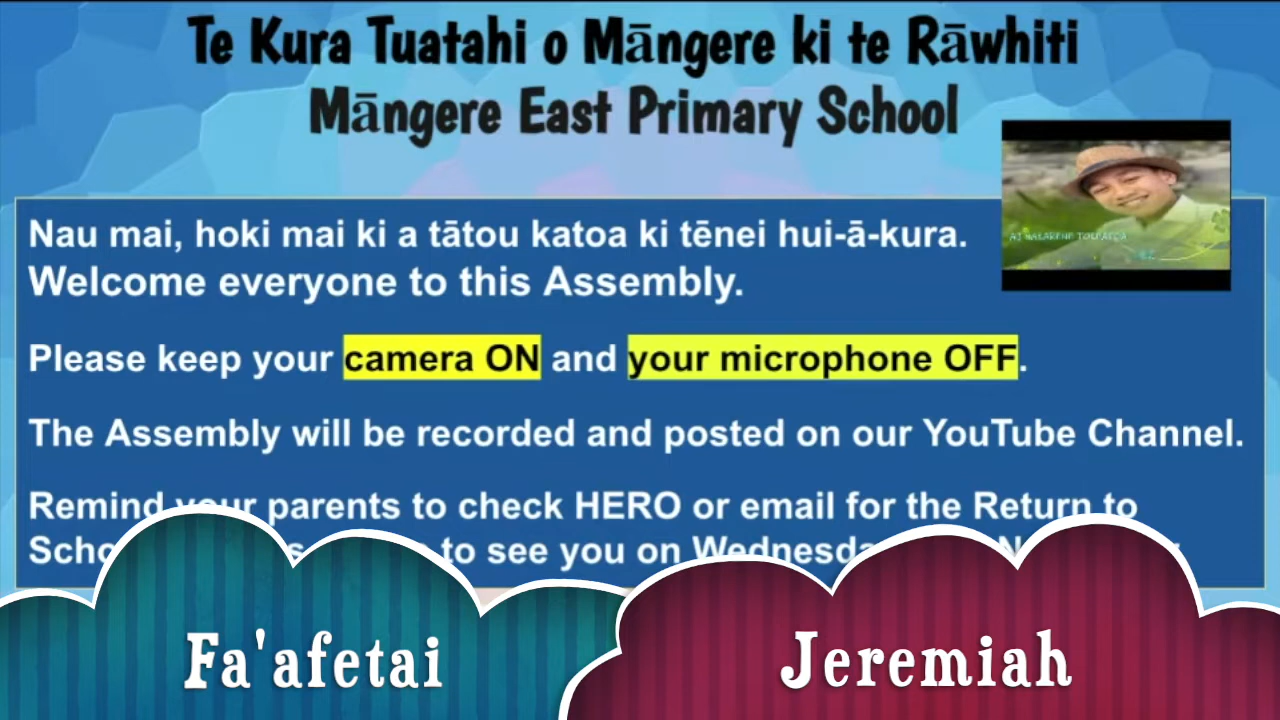 Te Kura Tuatahi o Māngere ki te Rāwhiti
Māngere East Primary School
Nau mai, hoki mai ki a tātou katoa ki tēnei hui-ā-kura.
Welcome everyone to this Assembly.
Please keep your camera ON and your microphone OFF.
The Assembly will be recorded and posted on our YouTube Channel.
Remind your parents to check HERO or email for the Return to
to see you on
Fa'afetai
Jeremiah